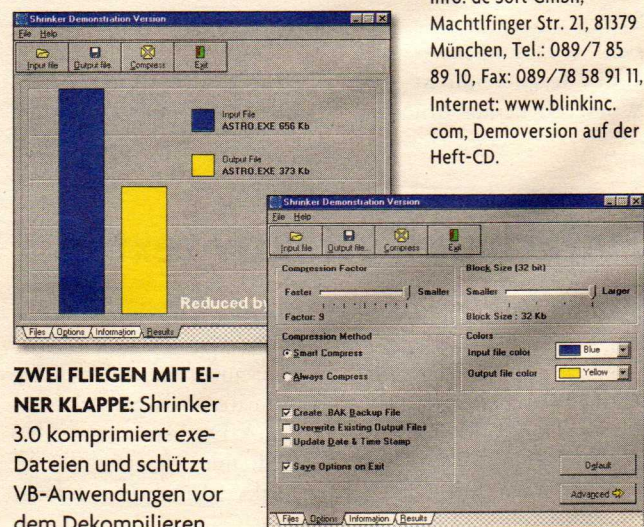 Info: de Soft GmbH,
Machtlfinger Str. 21, 81379
München, Tel.: 089/7 85
89 10, Fax: 089/78 58 91 11,
Internet: www.blinkinc.
com, Demoversion auf der
Heft-CD.
Shrinker Demonstration Version
File Help
Input file Output file Compress Exit
Input File
ASTRO.EXE 656 Kb
Output File
ASTRO.EXE 373 Kb
Reduced by
Files Options Information Results
Shrinker Demonstration Version
File Help
Input file Output file... Compress Exit
Compression Factor
Faster Smaller
Factor: 9
Block Size (32 bit)
Smaller Larger
Block Size : 32 Kb
Compression Method
Smart Compress
Always Compress
Colors
Input file color Blue
Output file color Yellow
Create .BAK Backup File
Overwrite Existing Output Files
Update Date & Time Stamp
Save Options on Exit
Default
Advanced
Files Options Information Results
ZWEI FLIEGEN MIT EI-
NER KLAPPE: Shrinker
3.0 komprimiert exe-
Dateien und schützt
VB-Anwendungen vor
dem Dekompilieren